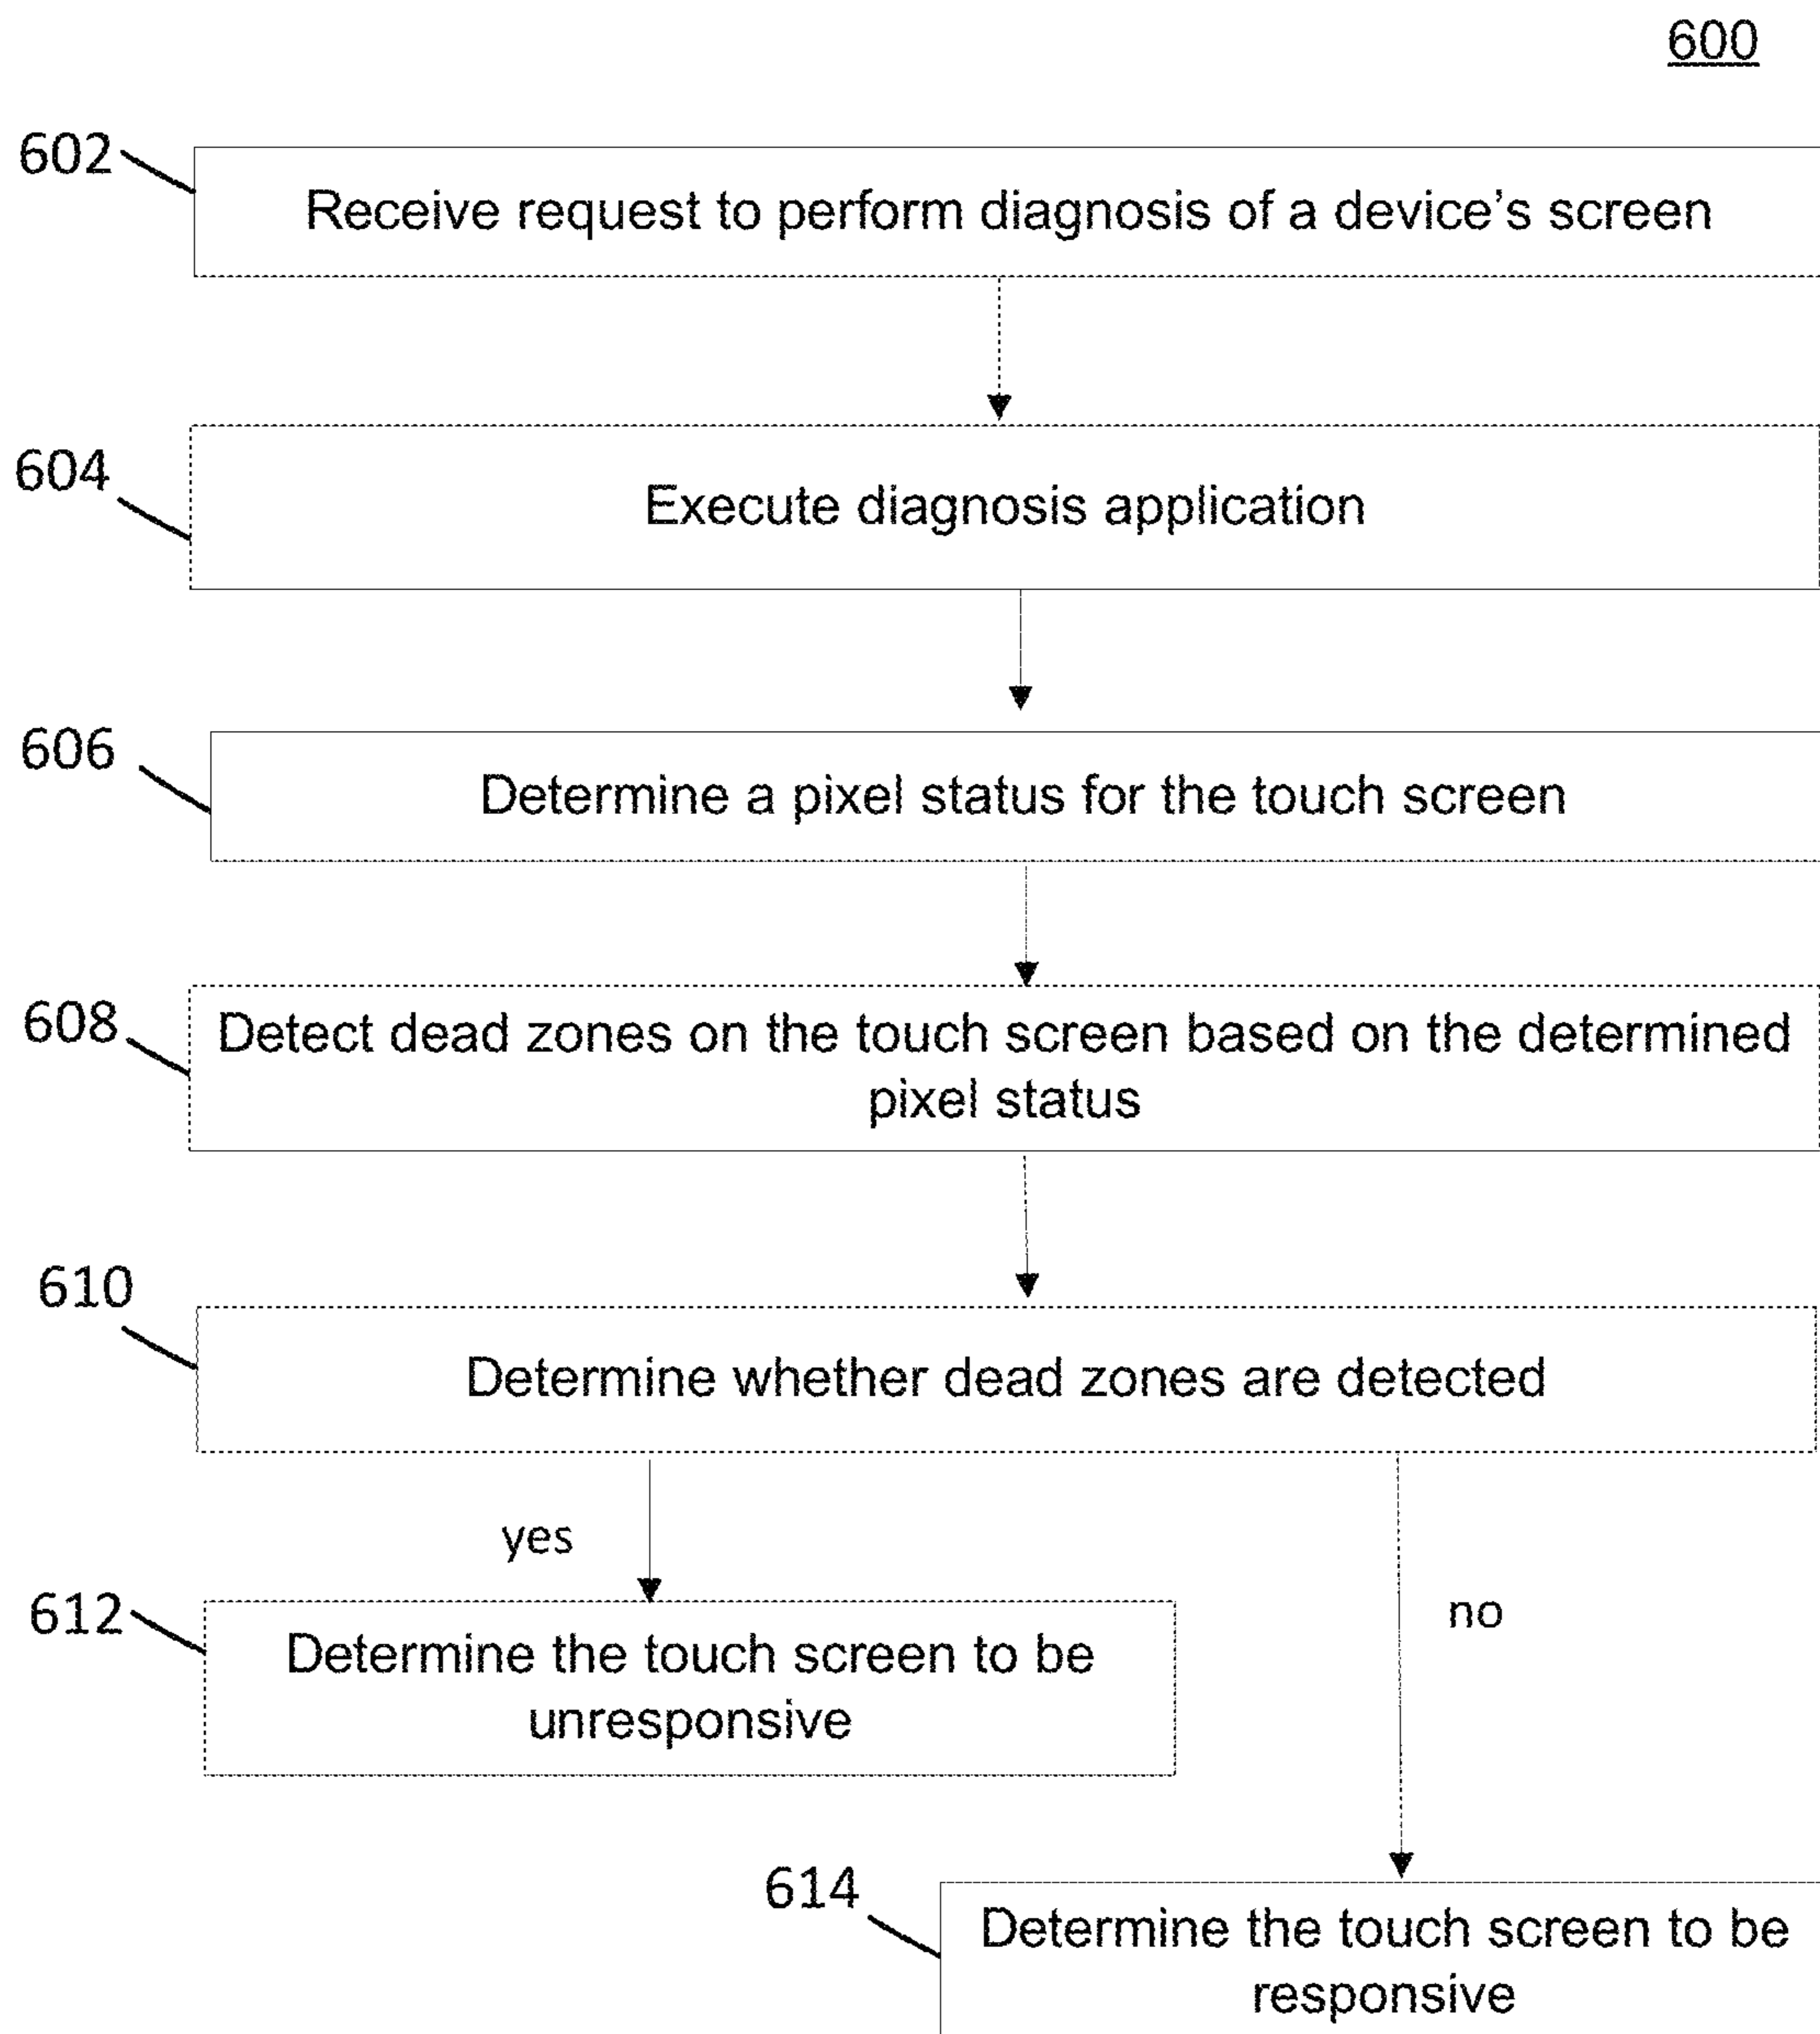 600
602
Receive request to perform diagnosis of a device's screen
604
Execute diagnosis application
606
Determine a pixel status for the touch screen
608
Detect dead zones on the touch screen based on the determined
pixel status
610
Determine whether dead zones are detected
yes
no
612
Determine the touch screen to be
unresponsive
614
Determine the touch screen to be
responsive